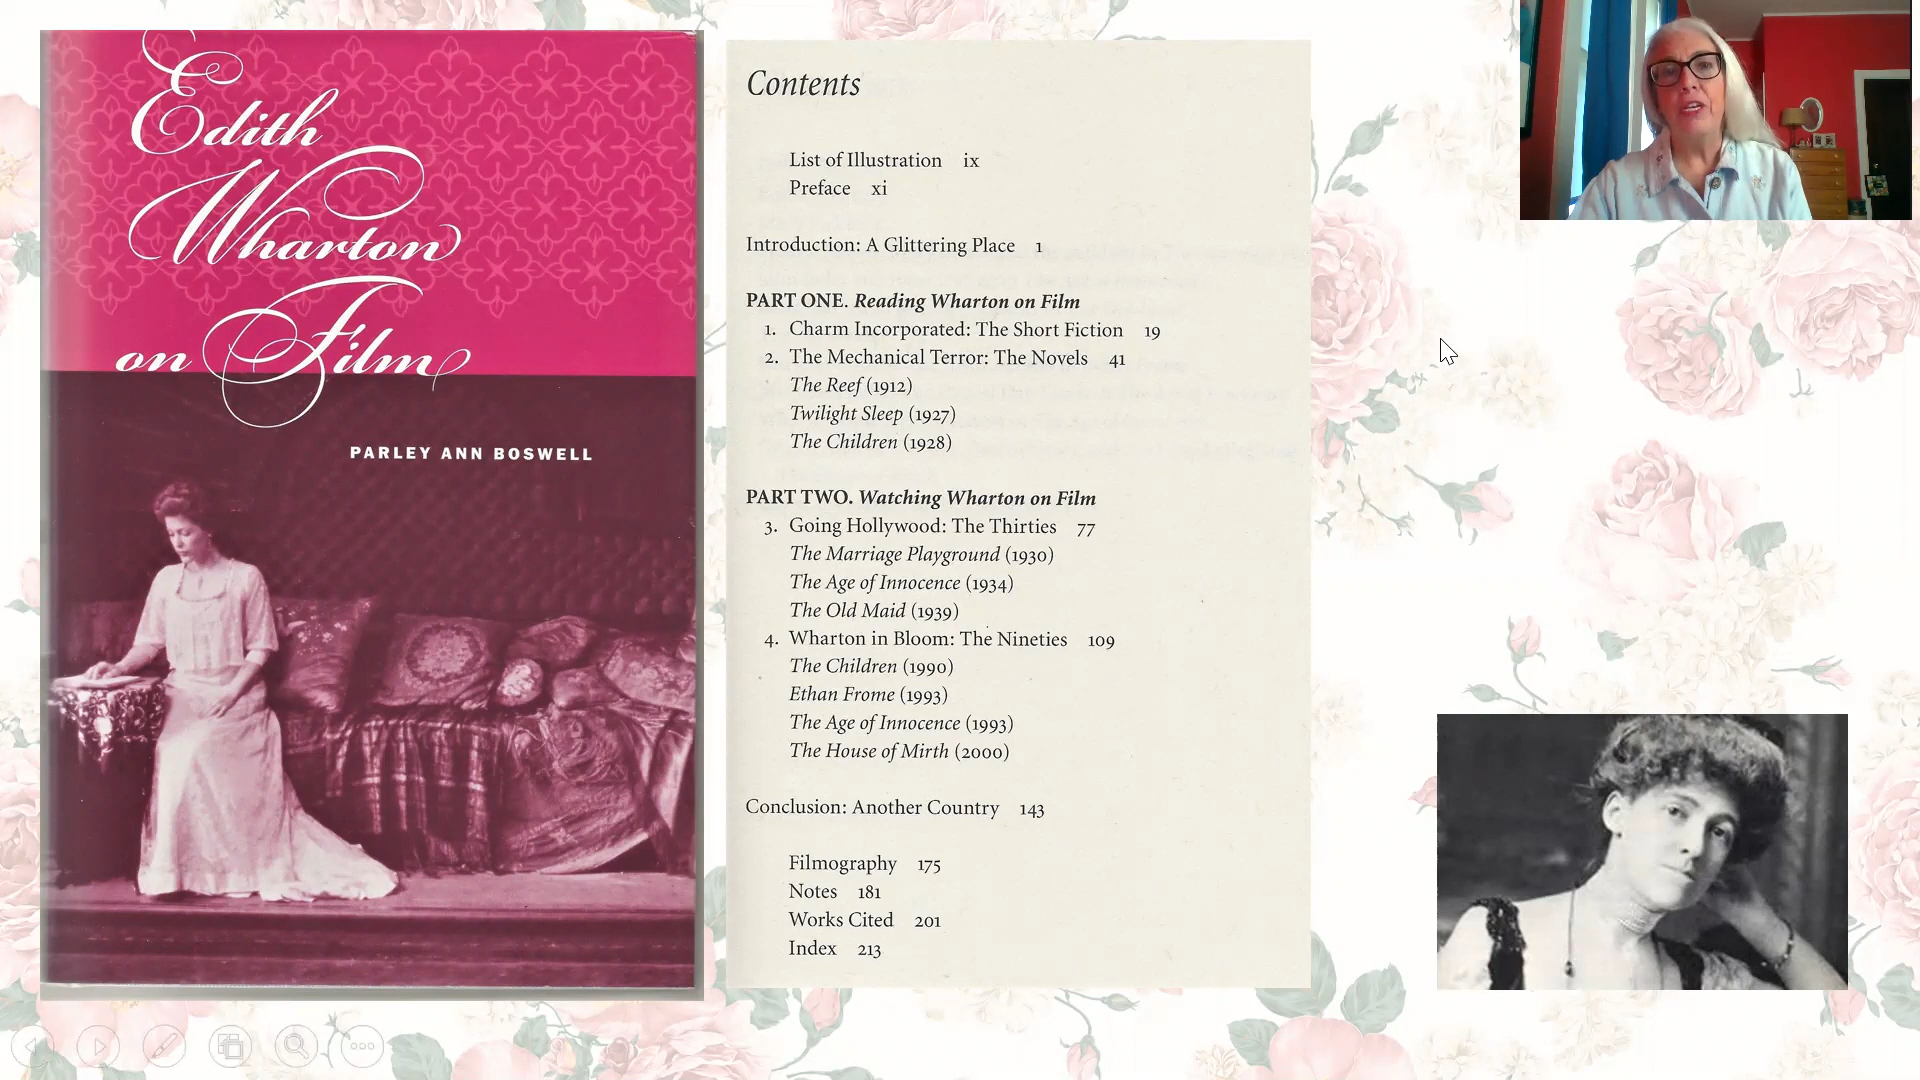 Edith
Wharton
on Film
PARLEY ANN BOSWELL
Contents
List of Illustration ix
Preface xi
Introduction: A Glittering Place 1
PART ONE. Reading Wharton on Film
1. Charm Incorporated: The Short Fiction 19
2. The Mechanical Terror: The Novels 41
The Reef (1912)
Twilight Sleep (1927)
The Children (1928)
PART TWO. Watching Wharton on Film
3. Going Hollywood: The Thirties 77
The Marriage Playground (1930)
The Age of Innocence (1934)
The Old Maid (1939)
4. Wharton in Bloom: The Nineties 109
The Children (1990)
Ethan Frome (1993)
The Age of Innocence (1993)
The House of Mirth (2000)
Conclusion: Another Country 143
Filmography 175
Notes 181
Works Cited 201
Index 213